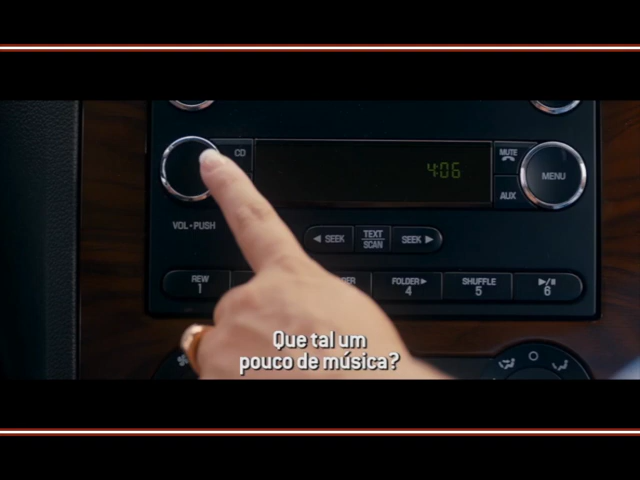 CD
4:06
MUTE
MENU
AUX
VOL•PUSH
◀ SEEK
TEXT
SCAN
SEEK ▶
REW
1
FOLDER▶
4
SHUFFLE
5
▶/II
6
Que tal um
pouco de música?